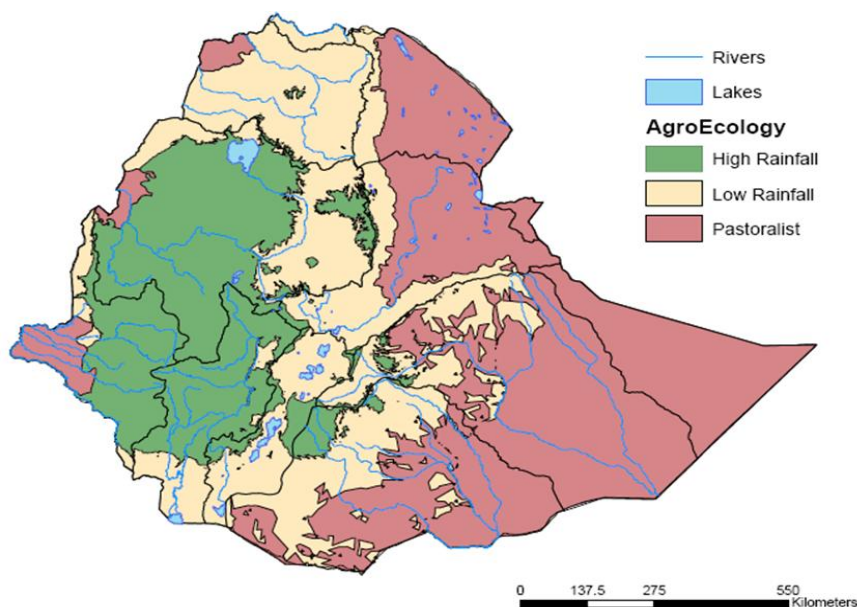 Rivers
Lakes
AgroEcology
High Rainfall
Low Rainfall
Pastoralist
0 137.5 275 550
Kilometers